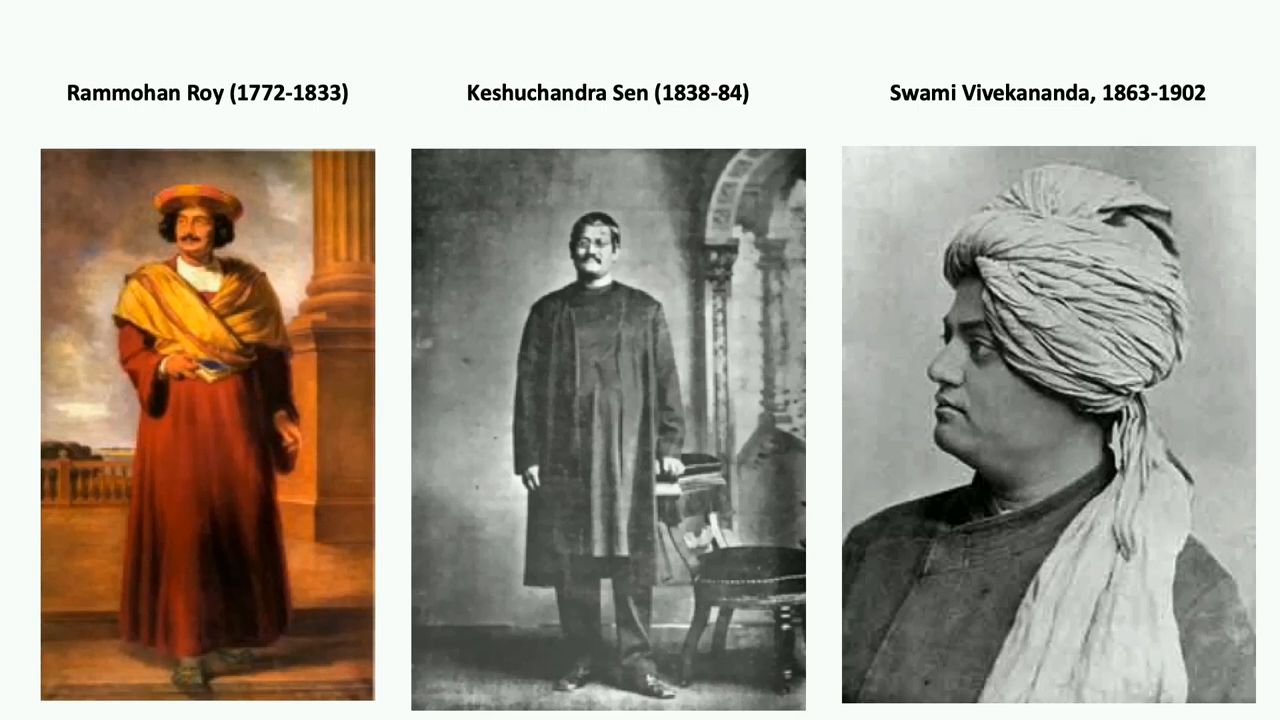 Rammohan Roy (1772-1833)
Keshuchandra Sen (1838-84)
Swami Vivekananda, 1863-1902